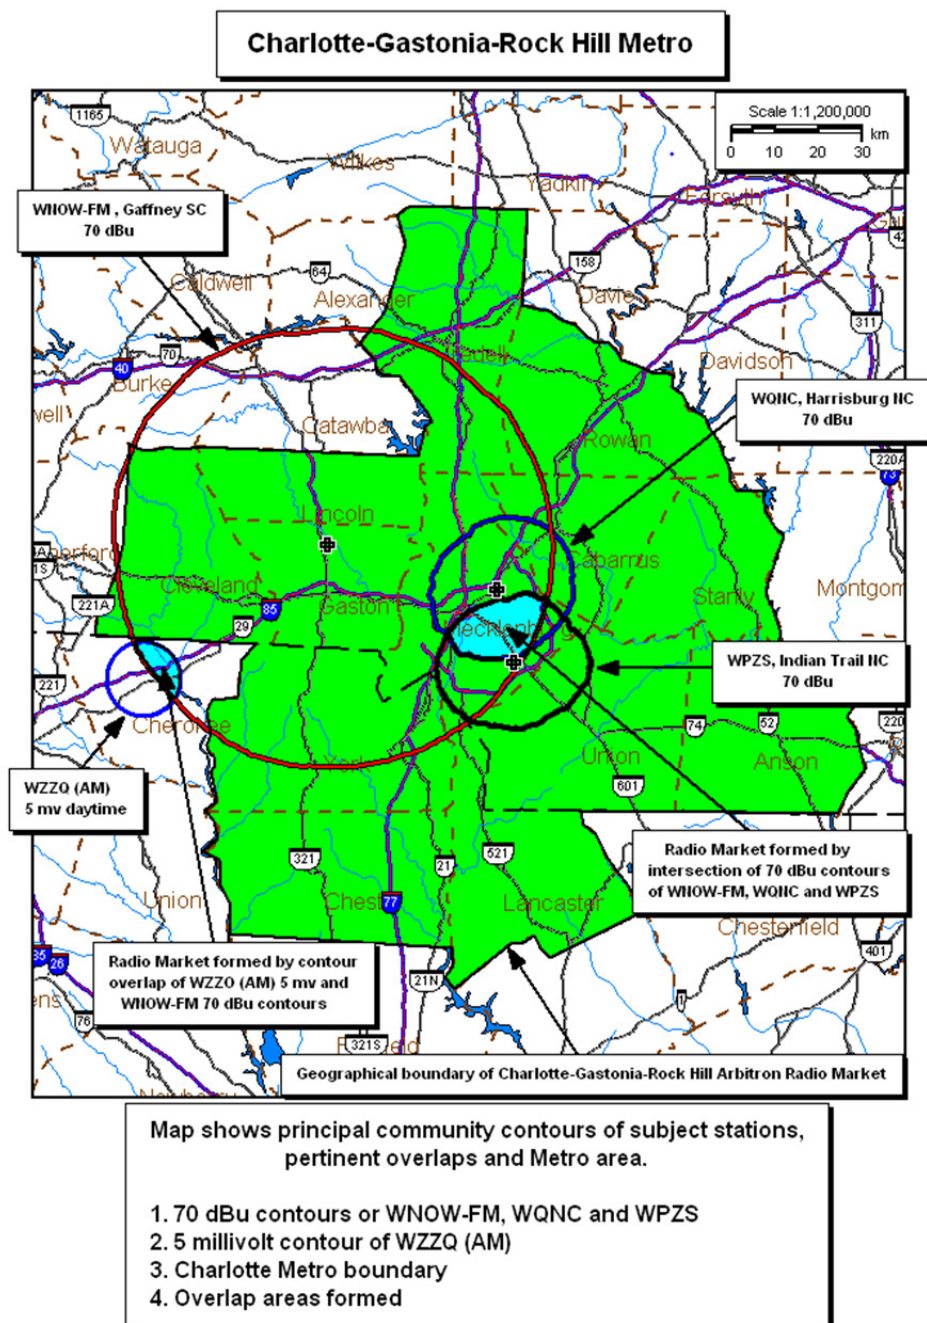 Charlotte-Gastonia-Rock Hill Metro
Scale 1:1,200,000
km
0 10 20 30
1165
Watauga
Wilkes
Yadkin
Forsyth
WNOW-FM , Gaffney SC
70 dBu
42
158
64
Caldwell
Alexander
Davie
311
70
40
Burke
Iredell
Davidson
well
WQNC, Harrisburg NC
70 dBu
Catawba
Rowan
220A
73
Lincoln
Cabarrus
Cleveland
Gaston
Stanly
Montgom
221A
85
29
Mecklenburg
WPZS, Indian Trail NC
70 dBu
221
Cherokee
74
52
220
York
Union
Anson
WZZQ (AM)
5 mv daytime
601
Radio Market formed by
intersection of 70 dBu contours
of WNOW-FM, WQNC and WPZS
321
21
521
Union
Chest
77
Lancaster
Chesterfield
401
85
26
Radio Market formed by contour
overlap of WZZO (AM) 5 mv and
WNOW-FM 70 dBu contours
21N
1
76
321S
Geographical boundary of Charlotte-Gastonia-Rock Hill Arbitron Radio Market
Newberry
Map shows principal community contours of subject stations,
pertinent overlaps and Metro area.
1. 70 dBu contours or WNOW-FM, WQNC and WPZS
2. 5 millivolt contour of WZZQ (AM)
3. Charlotte Metro boundary
4. Overlap areas formed